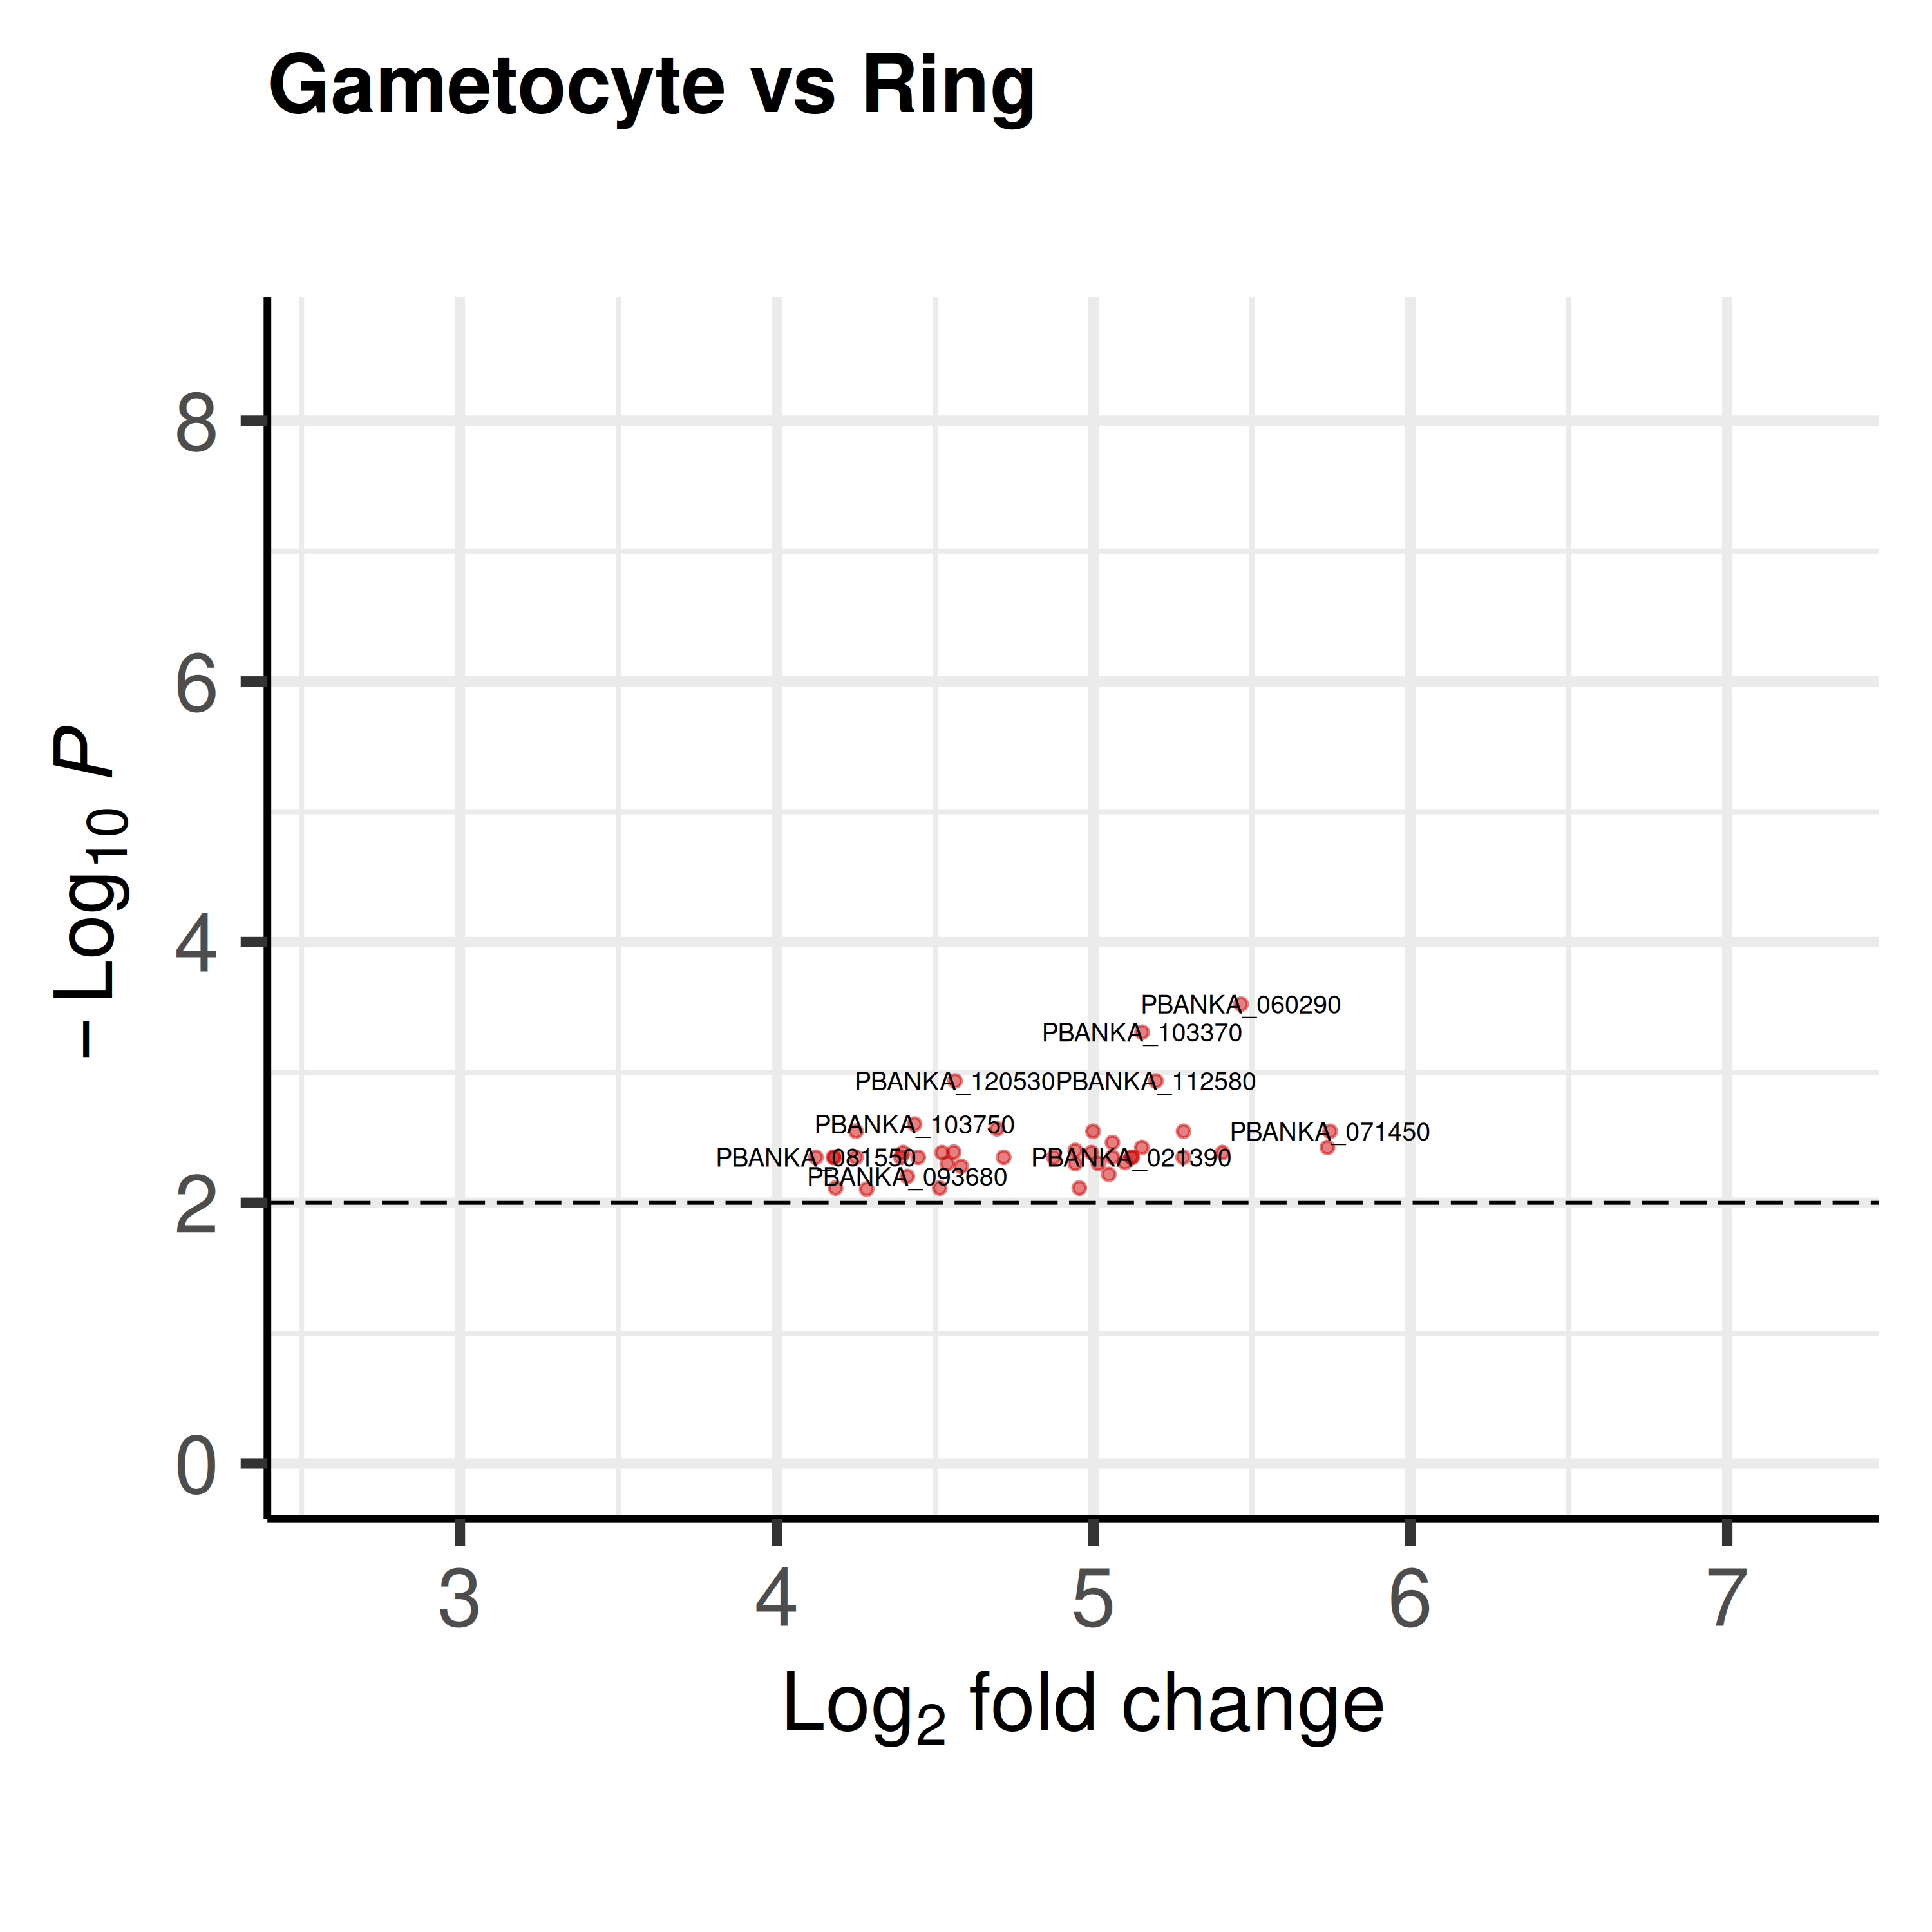 Gametocyte vs Ring
− Log10 P
8
6
4
2
0
PBANKA_060290
PBANKA_103370
PBANKA_120530
PBANKA_112580
PBANKA_103750
PBANKA_071450
PBANKA_081550
PBANKA_021390
PBANKA_093680
3
4
5
6
7
Log2 fold change